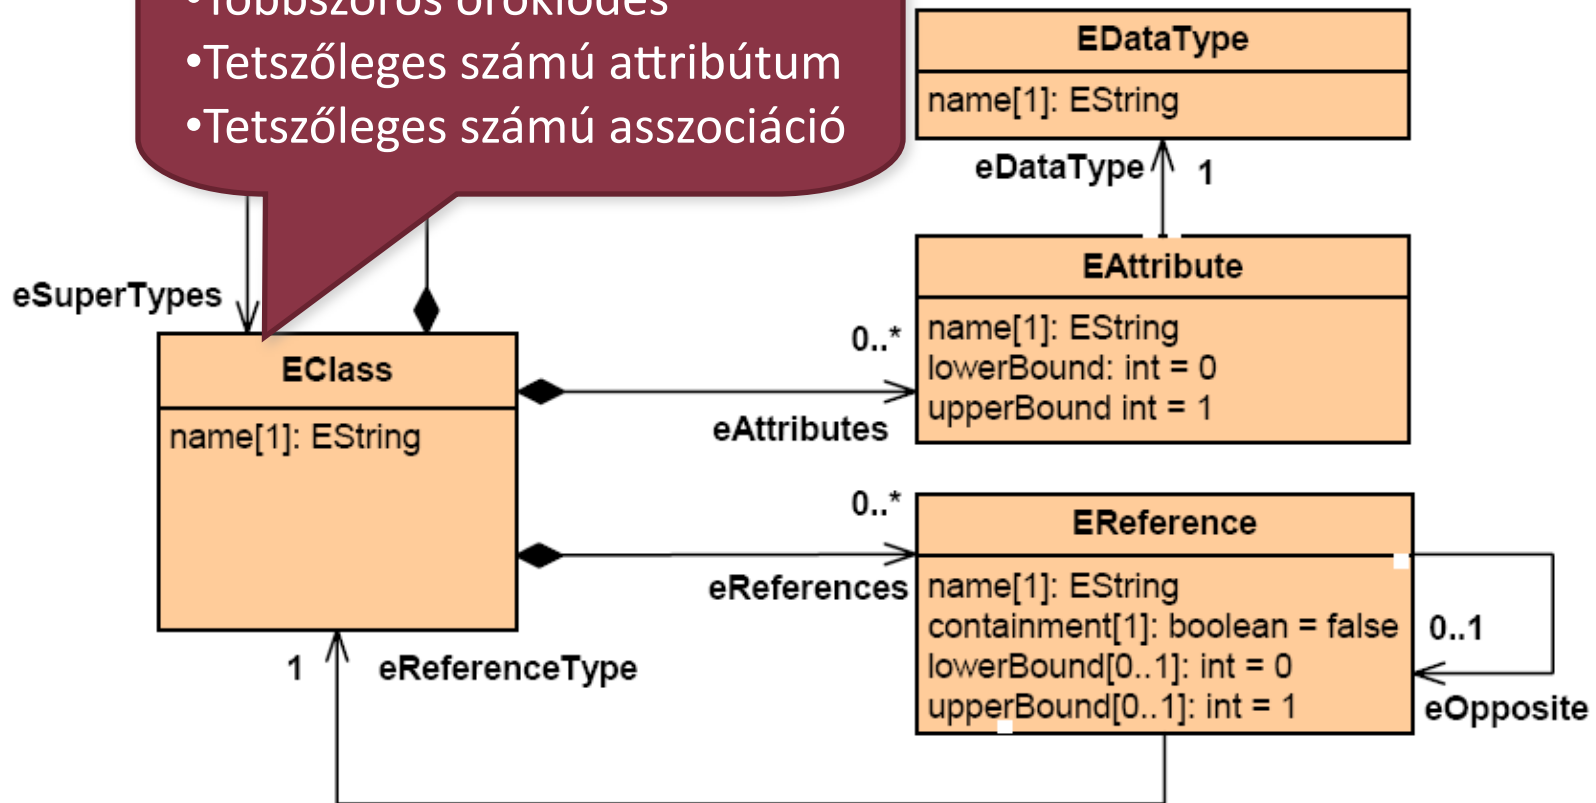 •Többszörös öröklődés
•Tetszőleges számú attribútum
•Tetszőleges számú asszociáció
EDataType
name[1]: EString
eDataType
1
eSuperTypes
EAttribute
name[1]: EString
lowerBound: int = 0
upperBound int = 1
EClass
name[1]: EString
0..*
eAttributes
0..*
eReferences
EReference
name[1]: EString
containment[1]: boolean = false
lowerBound[0..1]: int = 0
upperBound[0..1]: int = 1
0..1
eOpposite
1
eReferenceType